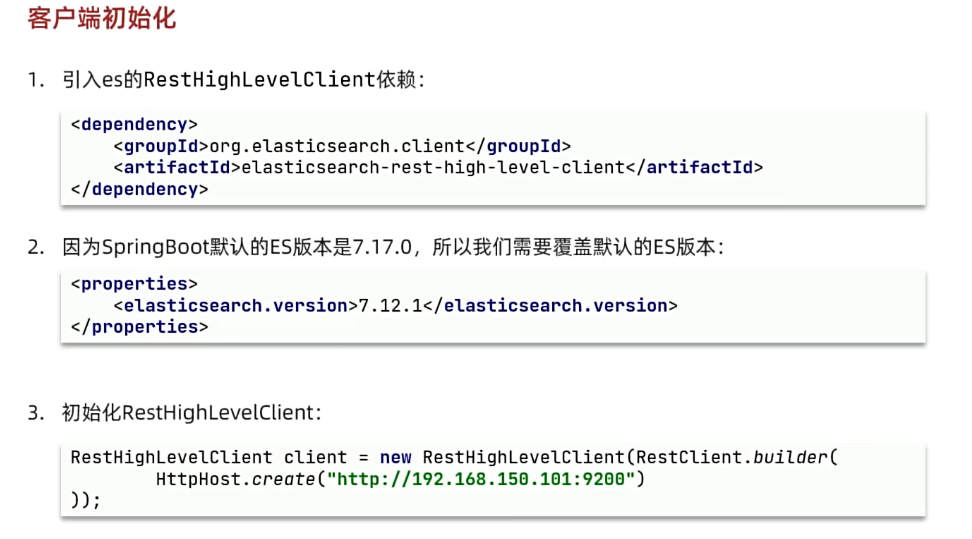 客户端初始化
1. 引入es的RestHighLevelClient依赖：
<dependency>
    <groupId>org.elasticsearch.client</groupId>
    <artifactId>elasticsearch-rest-high-level-client</artifactId>
</dependency>
2. 因为SpringBoot默认的ES版本是7.17.0，所以我们需要覆盖默认的ES版本：
<properties>
    <elasticsearch.version>7.12.1</elasticsearch.version>
</properties>
3. 初始化RestHighLevelClient：
RestHighLevelClient client = new RestHighLevelClient(RestClient.builder(
        HttpHost.create("http://192.168.150.101:9200")
));